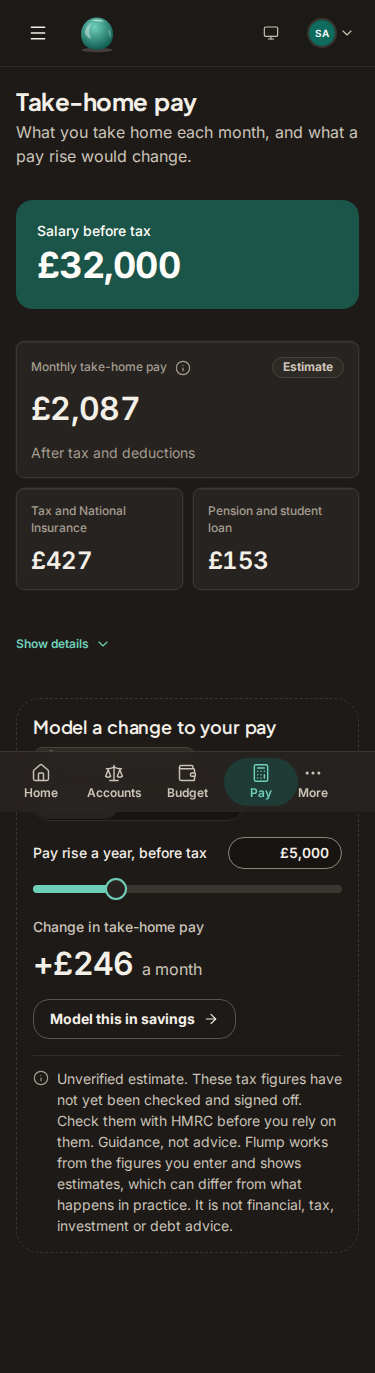 SA
Take-home pay
What you take home each month, and what a
pay rise would change.
Salary before tax
£32,000
Monthly take-home pay
Estimate
£2,087
After tax and deductions
Tax and National
Insurance
£427
Pension and student
loan
£153
Show details
Model a change to your pay
Home
Accounts
Budget
Pay
More
Pay rise a year, before tax
£5,000
Change in take-home pay
+£246 a month
Model this in savings
Unverified estimate. These tax figures have
not yet been checked and signed off.
Check them with HMRC before you rely on
them. Guidance, not advice. Flump works
from the figures you enter and shows
estimates, which can differ from what
happens in practice. It is not financial, tax,
investment or debt advice.